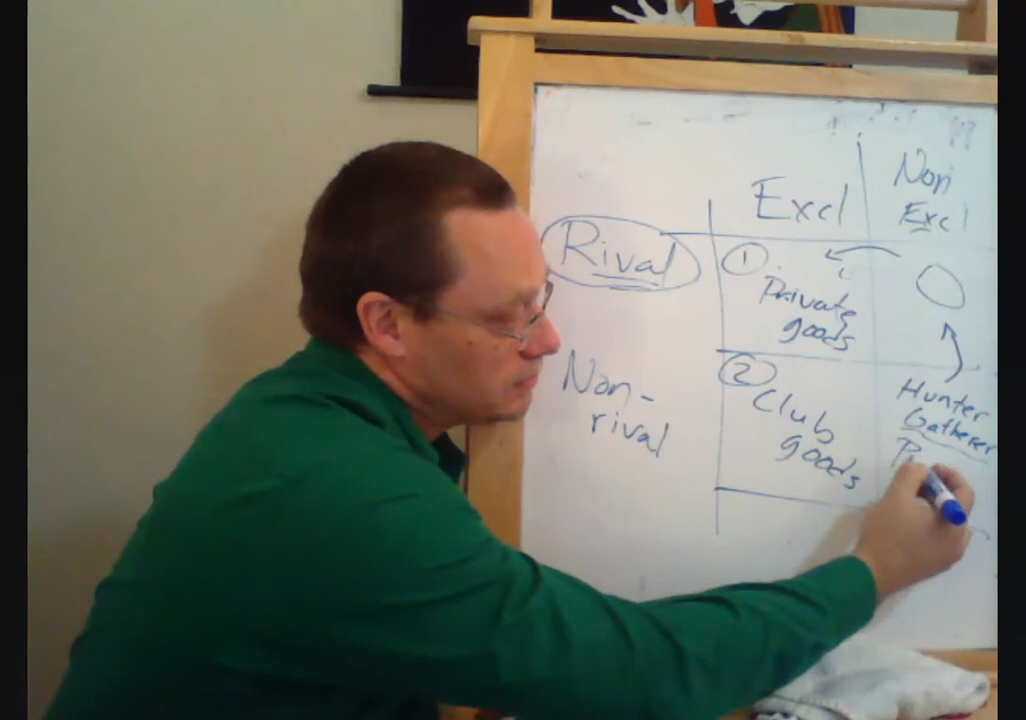 Excl
Non
Excl
Rival
1
Private
goods
Non-
rival
2
Club
goods
Hunter
Gatherer
P